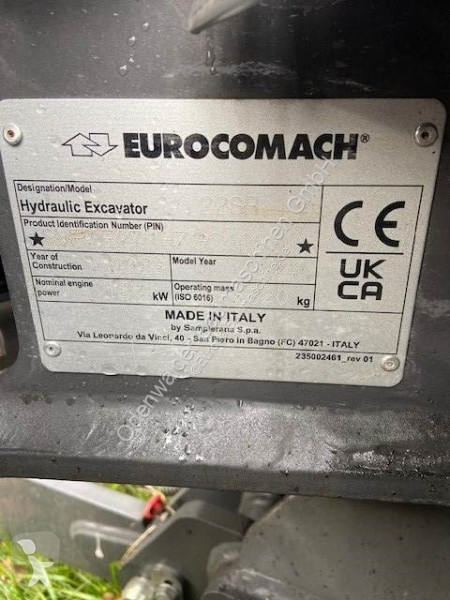 EUROCOMACH®
Designation/Model
Hydraulic Excavator
Product Identification Number (PIN)
★ ★
Year of Construction
Model Year
Nominal engine power kW
Operating mass (ISO 6016) kg
CE
UK
CA
MADE IN ITALY
by Sampierana S.p.a.
Via Leonardo da Vinci, 40 - San Piero in Bagno (FC) 47021 - ITALY
235002461_rev 01